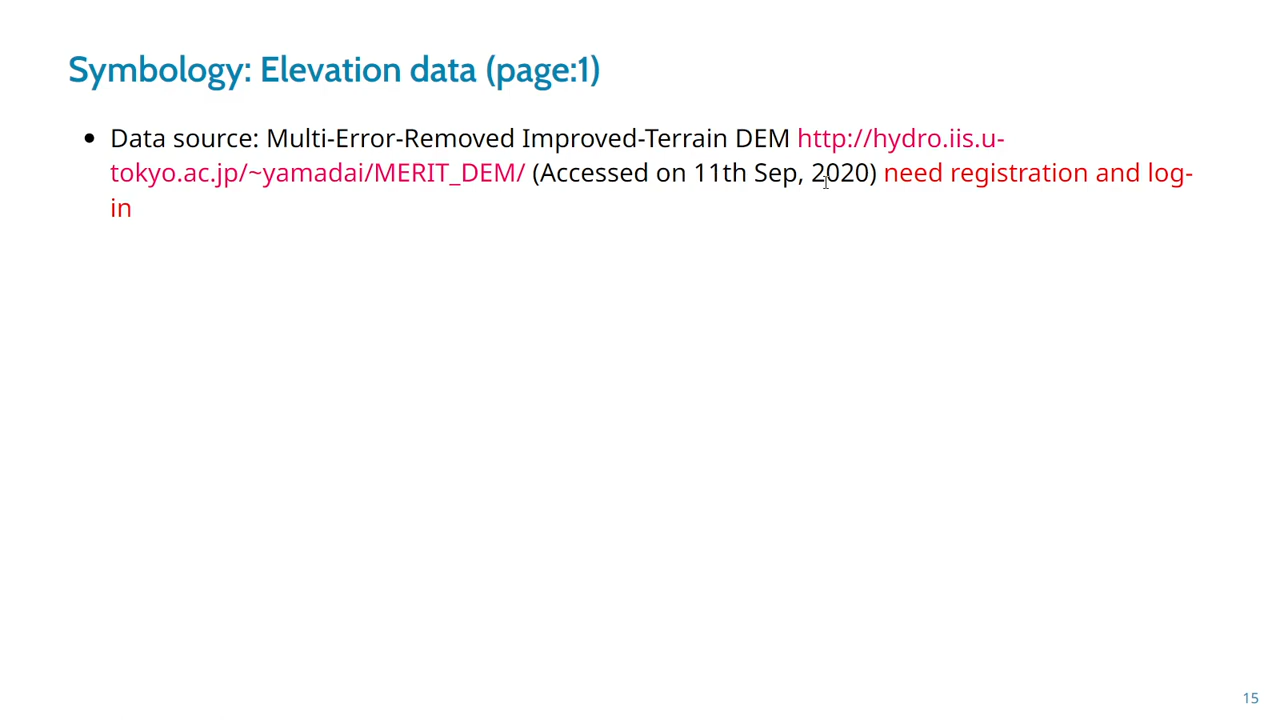 Symbology: Elevation data (page:1)
• Data source: Multi-Error-Removed Improved-Terrain DEM http://hydro.iis.u-
tokyo.ac.jp/~yamadai/MERIT_DEM/ (Accessed on 11th Sep, 2020) need registration and log-
in
15